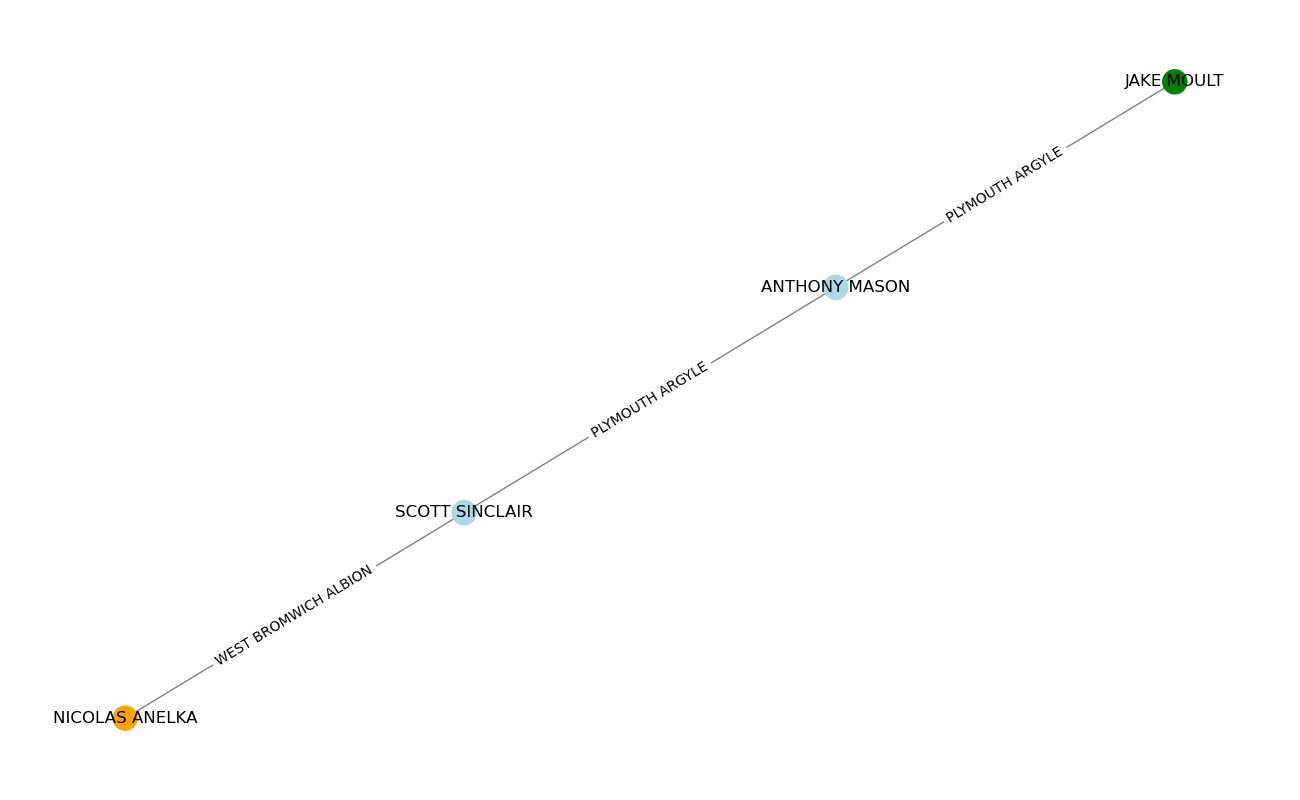 JAKE MOULT
PLYMOUTH ARGYLE
ANTHONY MASON
PLYMOUTH ARGYLE
SCOTT SINCLAIR
WEST BROMWICH ALBION
NICOLAS ANELKA